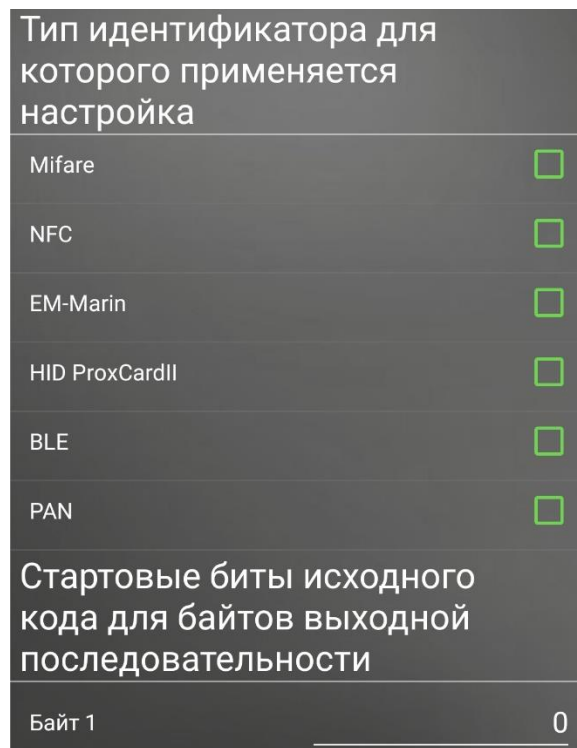 Тип идентификатора для
которого применяется
настройка
Mifare
NFC
EM-Marin
HID ProxCardII
BLE
PAN
Стартовые биты исходного
кода для байтов выходной
последовательности
Байт 1 0